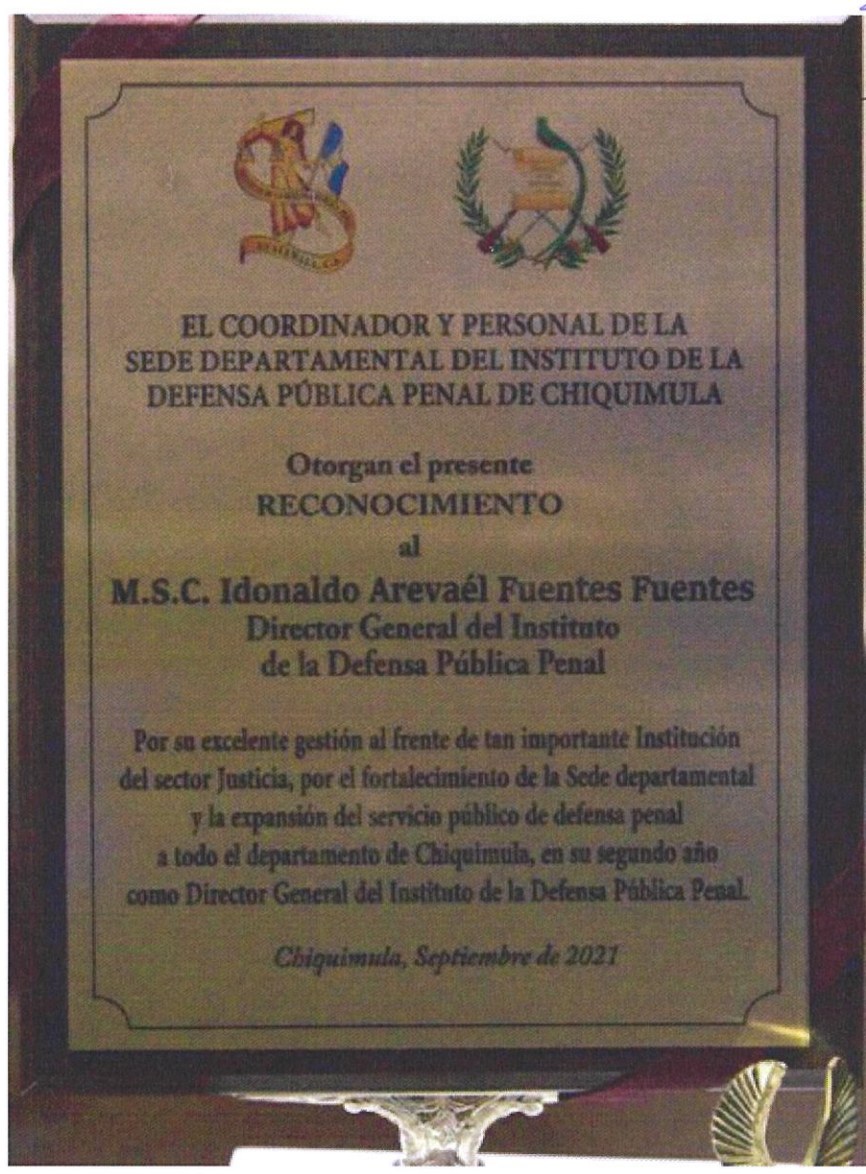 EL COORDINADOR Y PERSONAL DE LA
SEDE DEPARTAMENTAL DEL INSTITUTO DE LA
DEFENSA PÚBLICA PENAL DE CHIQUIMULA
Otorgan el presente
RECONOCIMIENTO
al
M.S.C. Idonaldo Arevaél Fuentes Fuentes
Director General del Instituto
de la Defensa Pública Penal
Por su excelente gestión al frente de tan importante Institución
del sector Justicia, por el fortalecimiento de la Sede departamental
y la expansión del servicio público de defensa penal
a todo el departamento de Chiquimula, en su segundo año
como Director General del Instituto de la Defensa Pública Penal.
Chiquimula, Septiembre de 2021